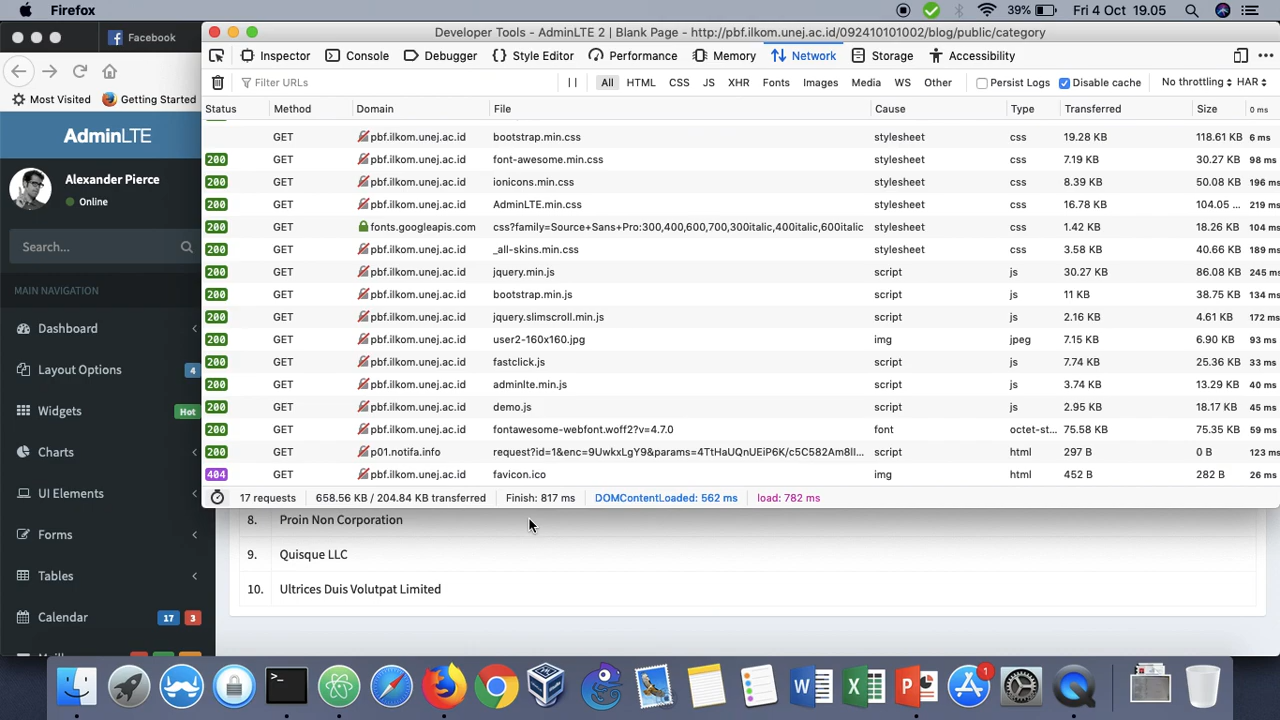 Firefox 39% Fri 4 Oct 19.05
Facebook
Developer Tools - AdminLTE 2 | Blank Page - http://pbf.ilkom.unej.ac.id/092410101002/blog/public/category
Inspector Console Debugger Style Editor Performance Memory Network Storage Accessibility
Filter URLs All HTML CSS JS XHR Fonts Images Media WS Other Persist Logs Disable cache No throttling HAR
Most Visited Getting Started
Status Method Domain File Cause Type Transferred Size 0 ms
GET pbf.ilkom.unej.ac.id bootstrap.min.css stylesheet css 19.28 KB 118.61 KB 6 ms
200 GET pbf.ilkom.unej.ac.id font-awesome.min.css stylesheet css 7.19 KB 30.27 KB 98 ms
200 GET pbf.ilkom.unej.ac.id ionicons.min.css stylesheet css 8.39 KB 50.08 KB 196 ms
200 GET pbf.ilkom.unej.ac.id AdminLTE.min.css stylesheet css 16.78 KB 104.05 ... 219 ms
200 GET fonts.googleapis.com css?family=Source+Sans+Pro:300,400,600,700,300italic,400italic,600italic stylesheet css 1.42 KB 18.26 KB 104 ms
200 GET pbf.ilkom.unej.ac.id _all-skins.min.css stylesheet css 3.58 KB 40.66 KB 189 ms
200 GET pbf.ilkom.unej.ac.id jquery.min.js script js 30.27 KB 86.08 KB 245 ms
200 GET pbf.ilkom.unej.ac.id bootstrap.min.js script js 11 KB 38.75 KB 134 ms
200 GET pbf.ilkom.unej.ac.id jquery.slimscroll.min.js script js 2.16 KB 4.61 KB 172 ms
200 GET pbf.ilkom.unej.ac.id user2-160x160.jpg img jpeg 7.15 KB 6.90 KB 93 ms
200 GET pbf.ilkom.unej.ac.id fastclick.js script js 7.74 KB 25.36 KB 33 ms
200 GET pbf.ilkom.unej.ac.id adminlte.min.js script js 3.74 KB 13.29 KB 40 ms
200 GET pbf.ilkom.unej.ac.id demo.js script js 2.95 KB 18.17 KB 45 ms
200 GET pbf.ilkom.unej.ac.id fontawesome-webfont.woff2?v=4.7.0 font octet-st... 75.58 KB 75.35 KB 59 ms
200 GET p01.notifa.info script html 297 B 0 B 123 ms
404 GET pbf.ilkom.unej.ac.id favicon.ico img html 452 B 282 B 26 ms
17 requests 658.56 KB / 204.84 KB transferred Finish: 817 ms DOMContentLoaded: 562 ms load: 782 ms
AdminLTE
Alexander Pierce
Online
Search...
MAIN NAVIGATION
Dashboard
Layout Options 4
Widgets Hot
Charts
UI Elements
Forms
Tables
Calendar 17 3
8. Proin Non Corporation
9. Quisque LLC
10. Ultrices Duis Volutpat Limited
>_
W X P 1